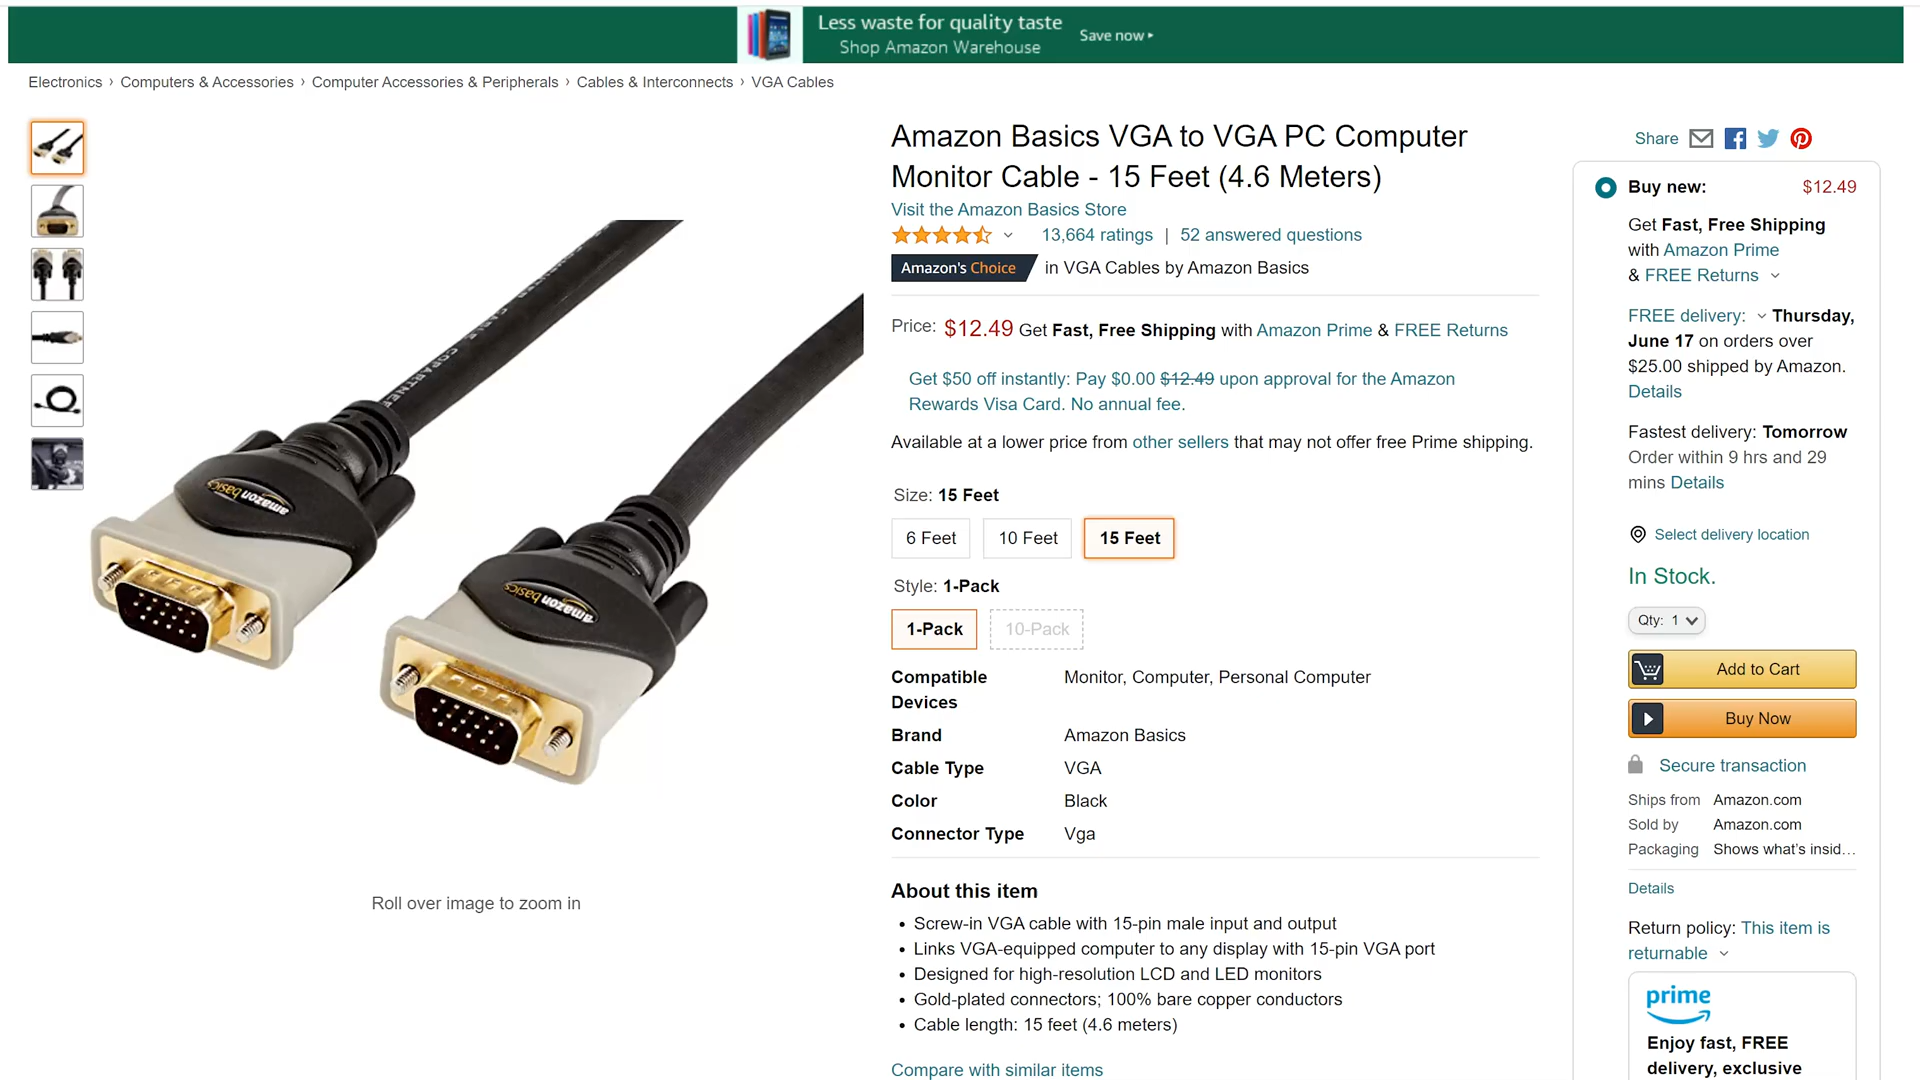 Less waste for quality taste
Shop Amazon Warehouse
Save now ▸
Electronics › Computers & Accessories › Computer Accessories & Peripherals › Cables & Interconnects › VGA Cables
amazon basics
amazon basics
Roll over image to zoom in
Amazon Basics VGA to VGA PC Computer
Monitor Cable - 15 Feet (4.6 Meters)
Visit the Amazon Basics Store
13,664 ratings | 52 answered questions
Amazon's Choice in VGA Cables by Amazon Basics
Price: $12.49 Get Fast, Free Shipping with Amazon Prime & FREE Returns
Get $50 off instantly: Pay $0.00 $12.49 upon approval for the Amazon
Rewards Visa Card. No annual fee.
Available at a lower price from other sellers that may not offer free Prime shipping.
Size: 15 Feet
6 Feet 10 Feet 15 Feet
Style: 1-Pack
1-Pack 10-Pack
Compatible Devices Monitor, Computer, Personal Computer
Brand Amazon Basics
Cable Type VGA
Color Black
Connector Type Vga
About this item
• Screw-in VGA cable with 15-pin male input and output
• Links VGA-equipped computer to any display with 15-pin VGA port
• Designed for high-resolution LCD and LED monitors
• Gold-plated connectors; 100% bare copper conductors
• Cable length: 15 feet (4.6 meters)
Compare with similar items
Share
Buy new: $12.49
Get Fast, Free Shipping
with Amazon Prime
& FREE Returns
FREE delivery: Thursday,
June 17 on orders over
$25.00 shipped by Amazon.
Details
Fastest delivery: Tomorrow
Order within 9 hrs and 29
mins Details
Select delivery location
In Stock.
Qty: 1
Add to Cart
Buy Now
Secure transaction
Ships from Amazon.com
Sold by Amazon.com
Packaging Shows what's insid…
Details
Return policy: This item is
returnable
prime
Enjoy fast, FREE
delivery, exclusive